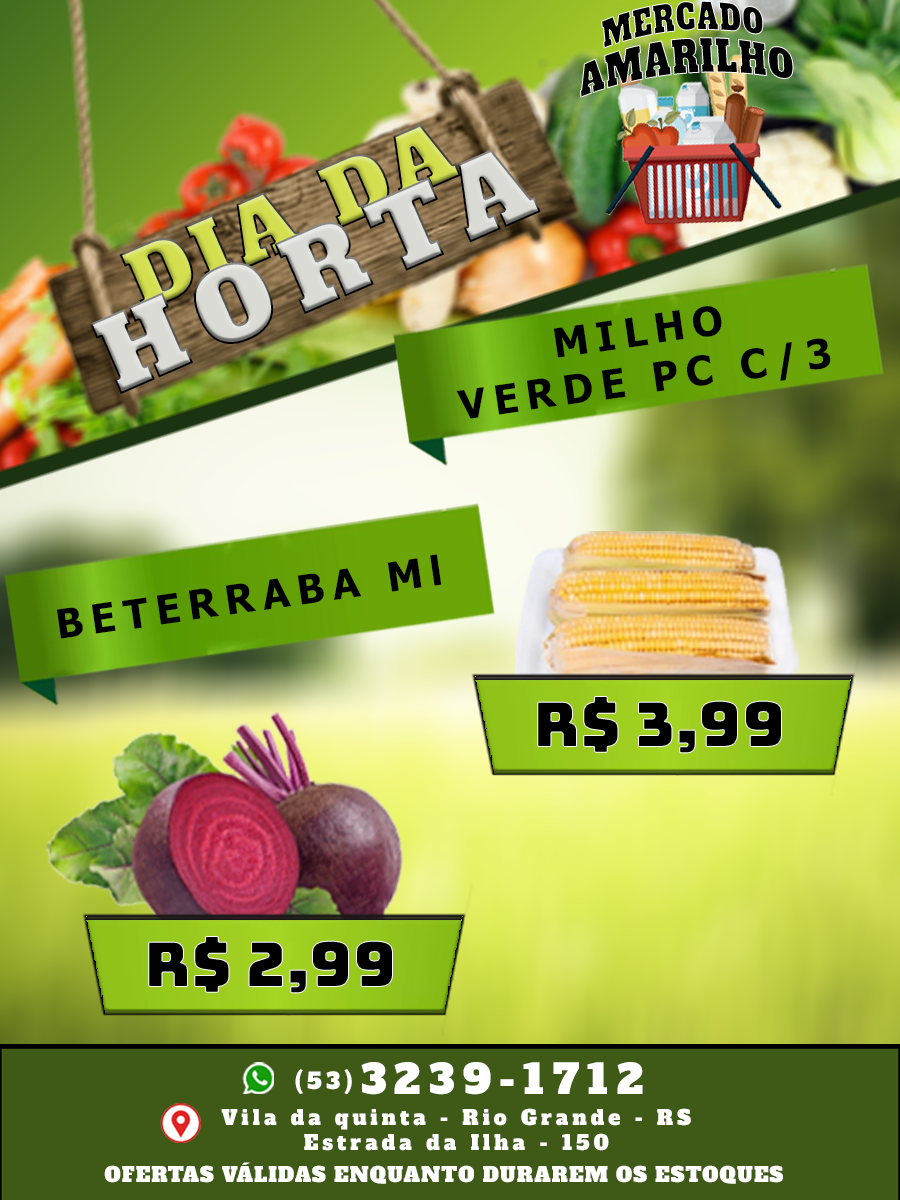 MERCADO
AMARILHO
DIA DA
HORTA
MILHO
VERDE PC C/3
BETERRABA MI
R$ 3,99
R$ 2,99
(53) 3239-1712
Vila da quinta - Rio Grande - RS
Estrada da Ilha - 150
OFERTAS VÁLIDAS ENQUANTO DURAREM OS ESTOQUES